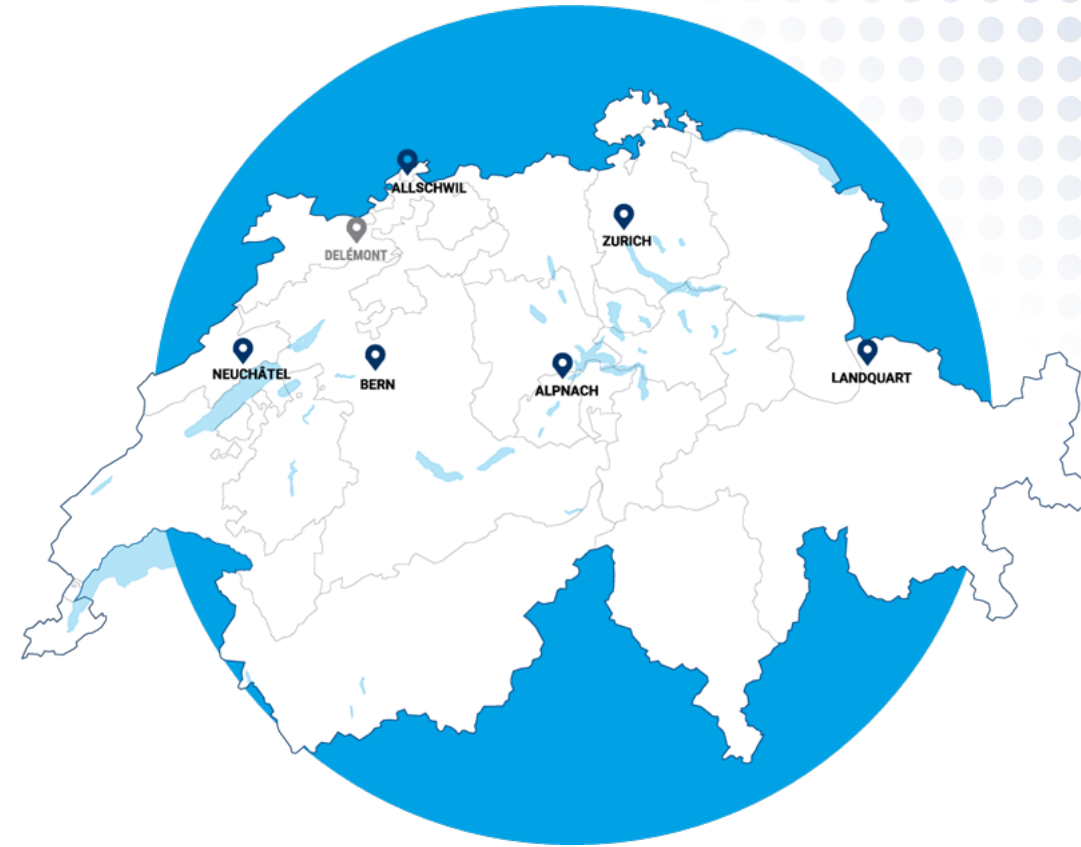 ALLSCHWIL
DELÉMONT
ZURICH
NEUCHÂTEL
BERN
ALPNACH
LANDQUART